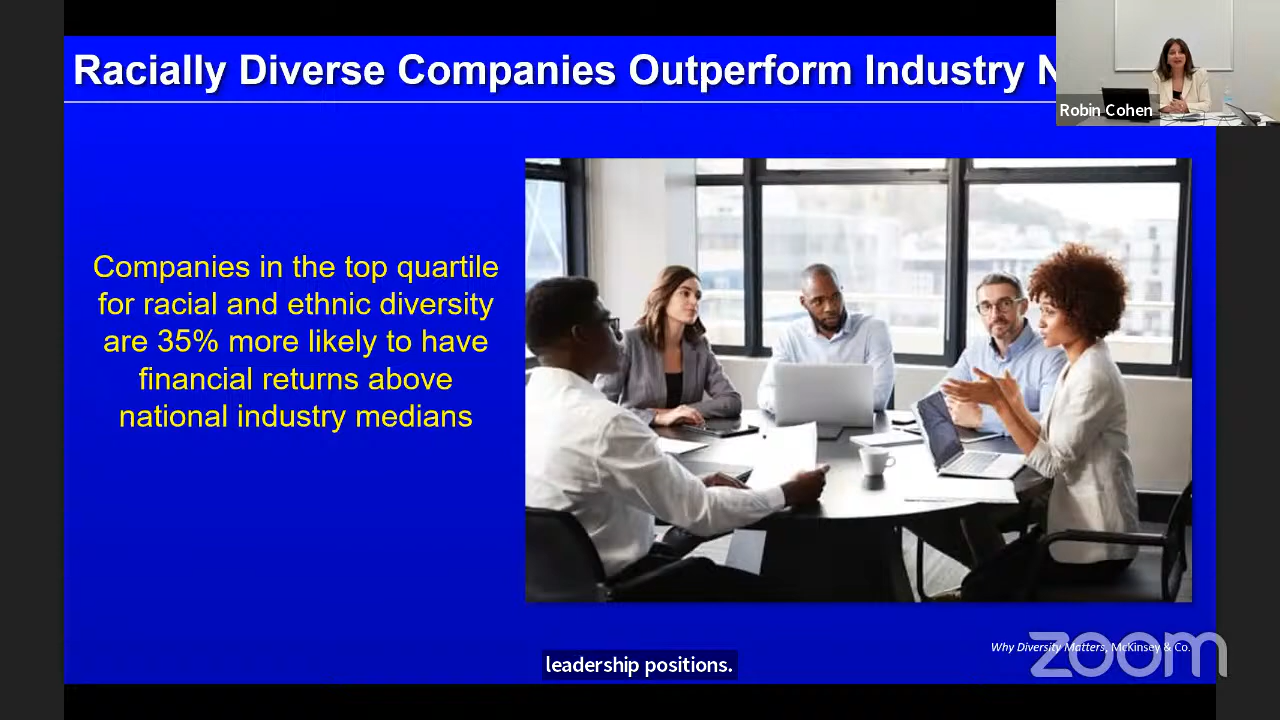 Racially Diverse Companies Outperform Industry
Robin Cohen
Companies in the top quartile
for racial and ethnic diversity
are 35% more likely to have
financial returns above
national industry medians
Why Diversity Matters, McKinsey & Co.
zoom
leadership positions.